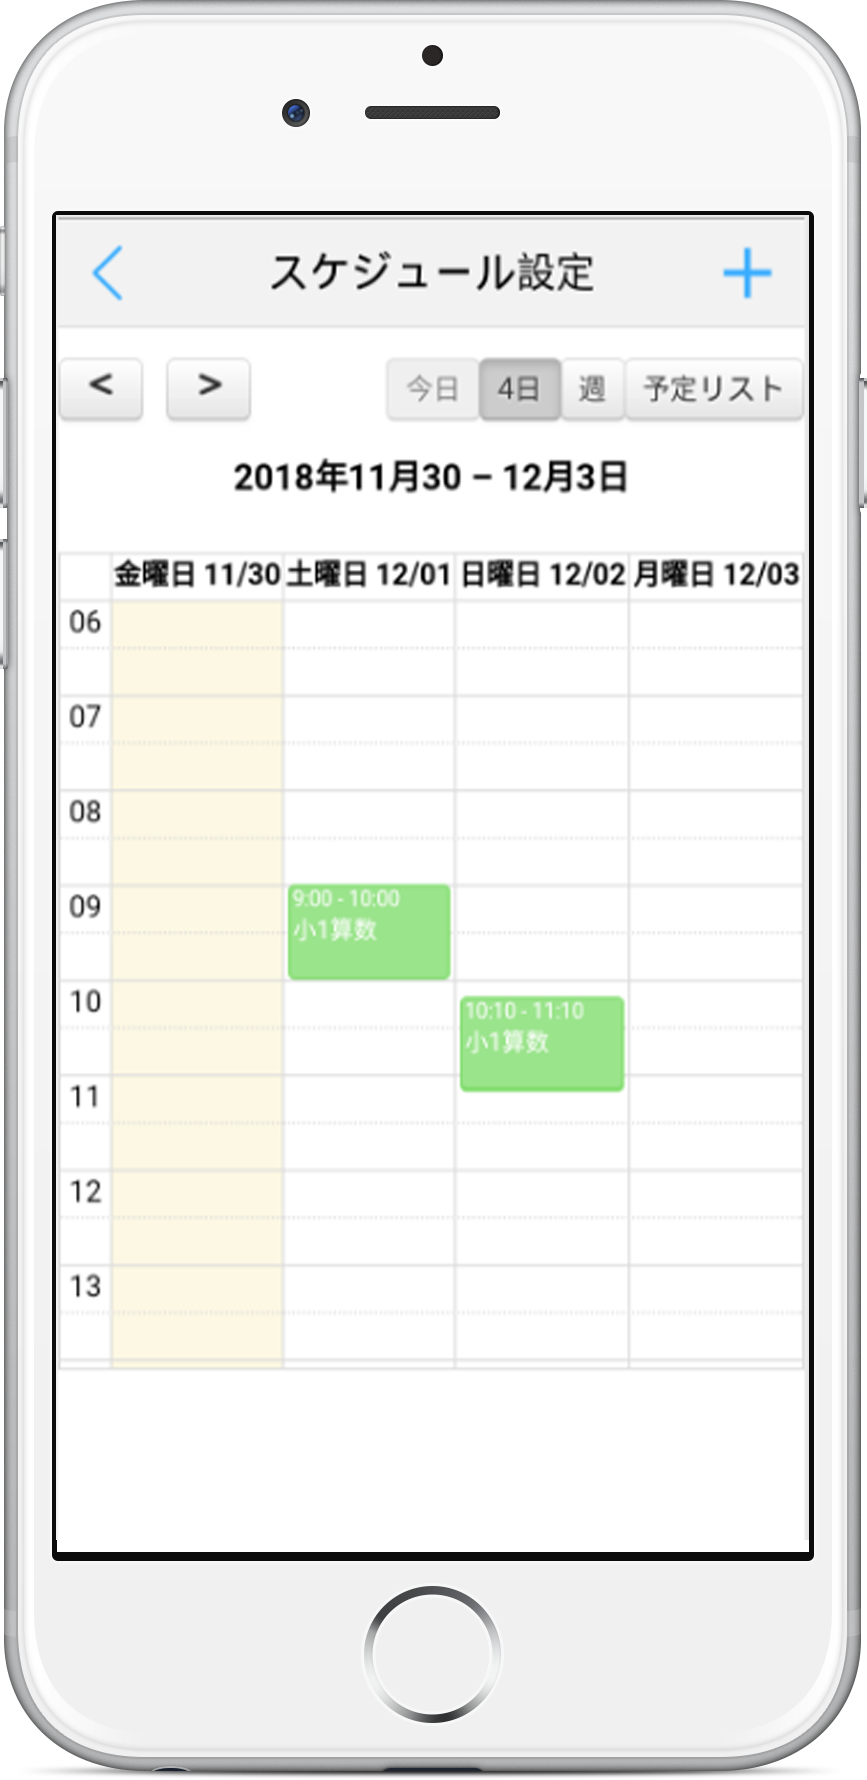 スケジュール設定
< > 今日 4日 週 予定リスト
2018年11月30 – 12月3日
金曜日 11/30 土曜日 12/01 日曜日 12/02 月曜日 12/03
06
07
08
09
9:00 - 10:00
小1算数
10
10:10 - 11:10
小1算数
11
12
13